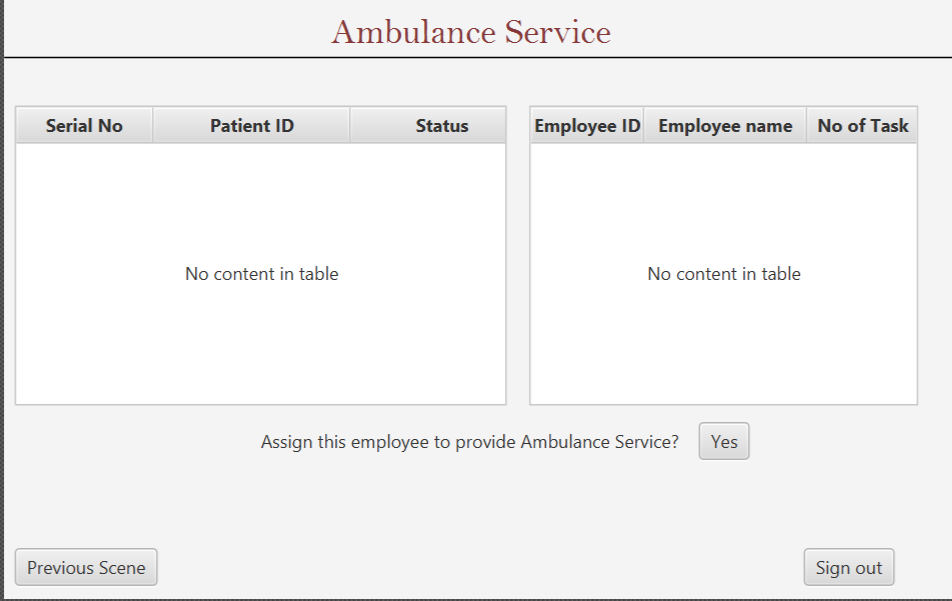 Ambulance Service
Serial No Patient ID Status Employee ID Employee name No of Task
No content in table No content in table
Assign this employee to provide Ambulance Service? Yes
Previous Scene Sign out